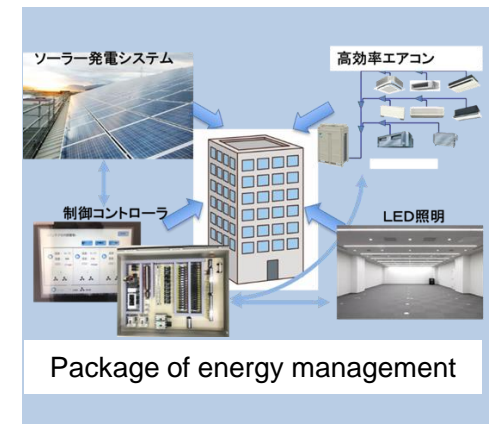 ソーラー発電システム
高効率エアコン
制御コントローラ
LED照明
Package of energy management